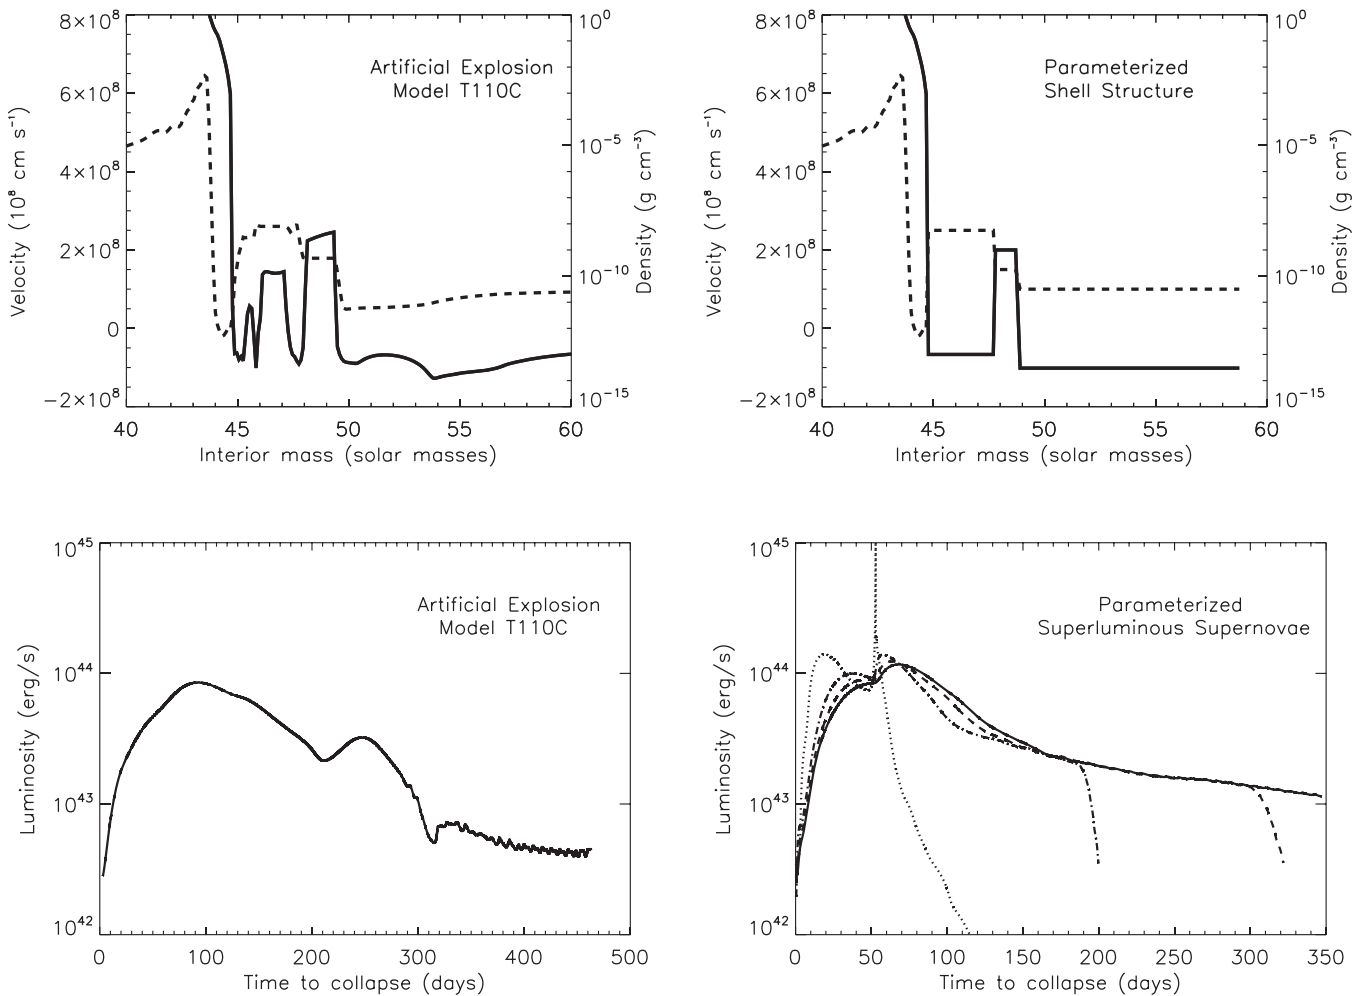 8×10⁸
6×10⁸
4×10⁸
2×10⁸
0
−2×10⁸
Velocity (10⁸ cm s⁻¹)
Artificial Explosion
Model T110C
10⁰
10⁻⁵
10⁻¹⁰
10⁻¹⁵
Density (g cm⁻³)
40 45 50 55 60
Interior mass (solar masses)
8×10⁸
6×10⁸
4×10⁸
2×10⁸
0
−2×10⁸
Velocity (10⁸ cm s⁻¹)
Parameterized
Shell Structure
10⁰
10⁻⁵
10⁻¹⁰
10⁻¹⁵
Density (g cm⁻³)
40 45 50 55 60
Interior mass (solar masses)
10⁴⁵
10⁴⁴
10⁴³
10⁴²
Luminosity (erg/s)
Artificial Explosion
Model T110C
0 100 200 300 400 500
Time to collapse (days)
10⁴⁵
10⁴⁴
10⁴³
10⁴²
Luminosity (erg/s)
Parameterized
Superluminous Supernovae
0 50 100 150 200 250 300 350
Time to collapse (days)